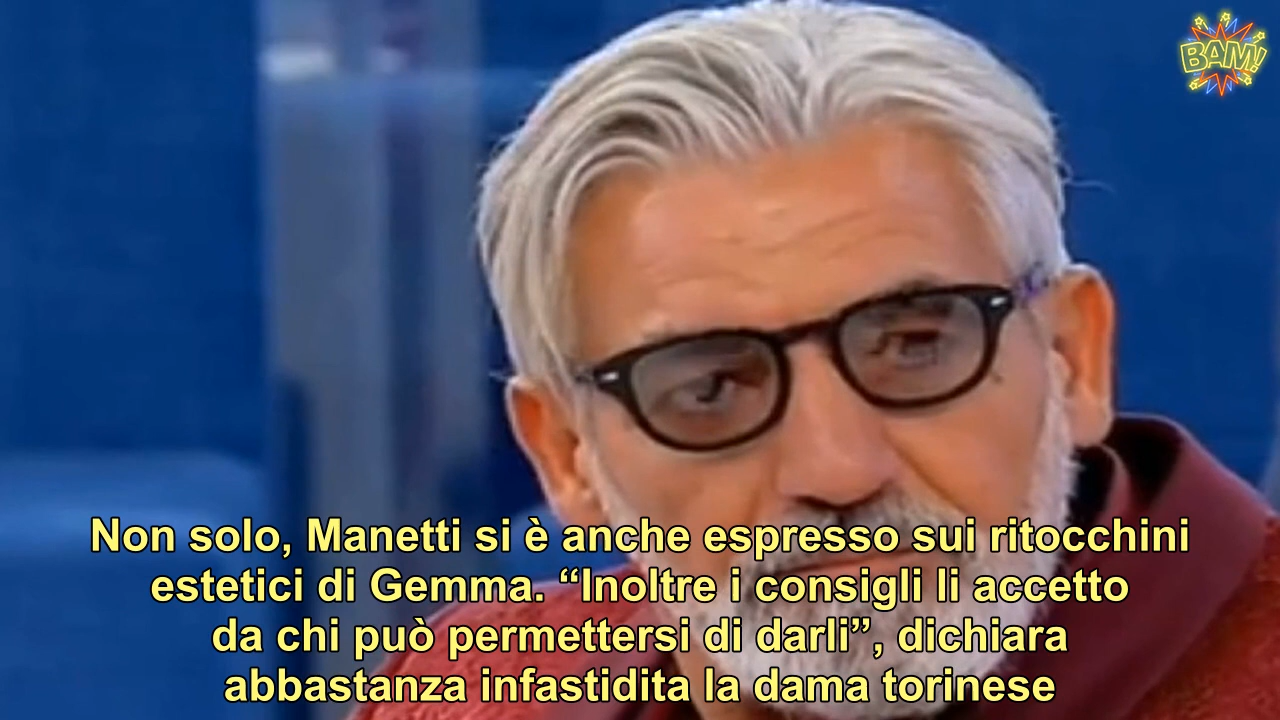 BAM!
Non solo, Manetti si è anche espresso sui ritocchini
estetici di Gemma. “Inoltre i consigli li accetto
da chi può permettersi di darli”, dichiara
abbastanza infastidita la dama torinese